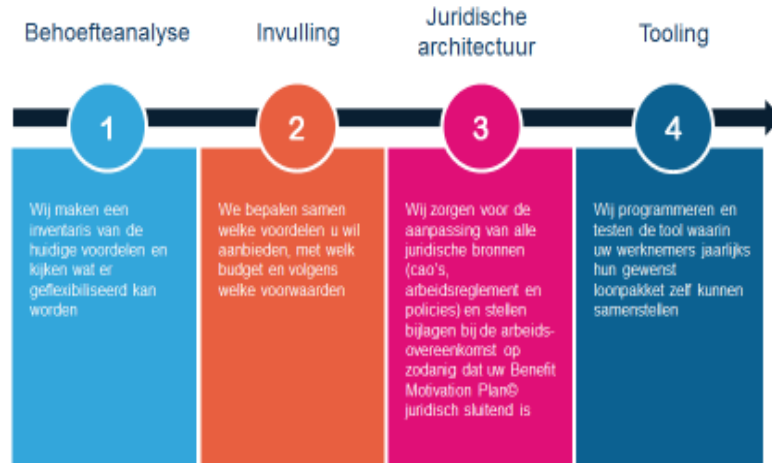 Behoefteanalyse
Invulling
Juridische
architectuur
Tooling
1
2
3
4
Wij maken een
inventaris van de
huidige voordelen en
kijken wat er
geflexibiliseerd kan
worden
We bepalen samen
welke voordelen u wil
aanbieden, met welk
budget en volgens
welke voorwaarden
Wij zorgen voor de
aanpassing van alle
juridische bronnen
(cao's,
arbeidsreglement en
policies) en stellen
bijlagen bij de arbeids-
overeenkomst op
zodanig dat uw Benefit
Motivation Plan©
juridisch sluitend is
Wij programmeren en
testen de tool waarin
uw werknemers jaarlijks
hun gewenst
loonpakket zelf kunnen
samenstellen